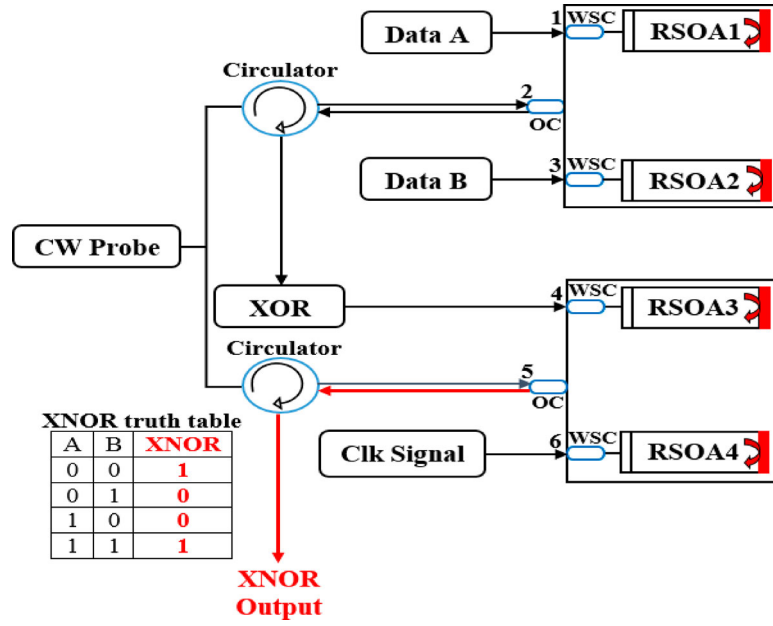 Data A
1
WSC
RSOA1
Circulator
2
OC
Data B
3
WSC
RSOA2
CW Probe
XOR
4
WSC
RSOA3
Circulator
5
OC
Clk Signal
6
WSC
RSOA4
XNOR truth table
A B XNOR
0 0 1
0 1 0
1 0 0
1 1 1
XNOR
Output